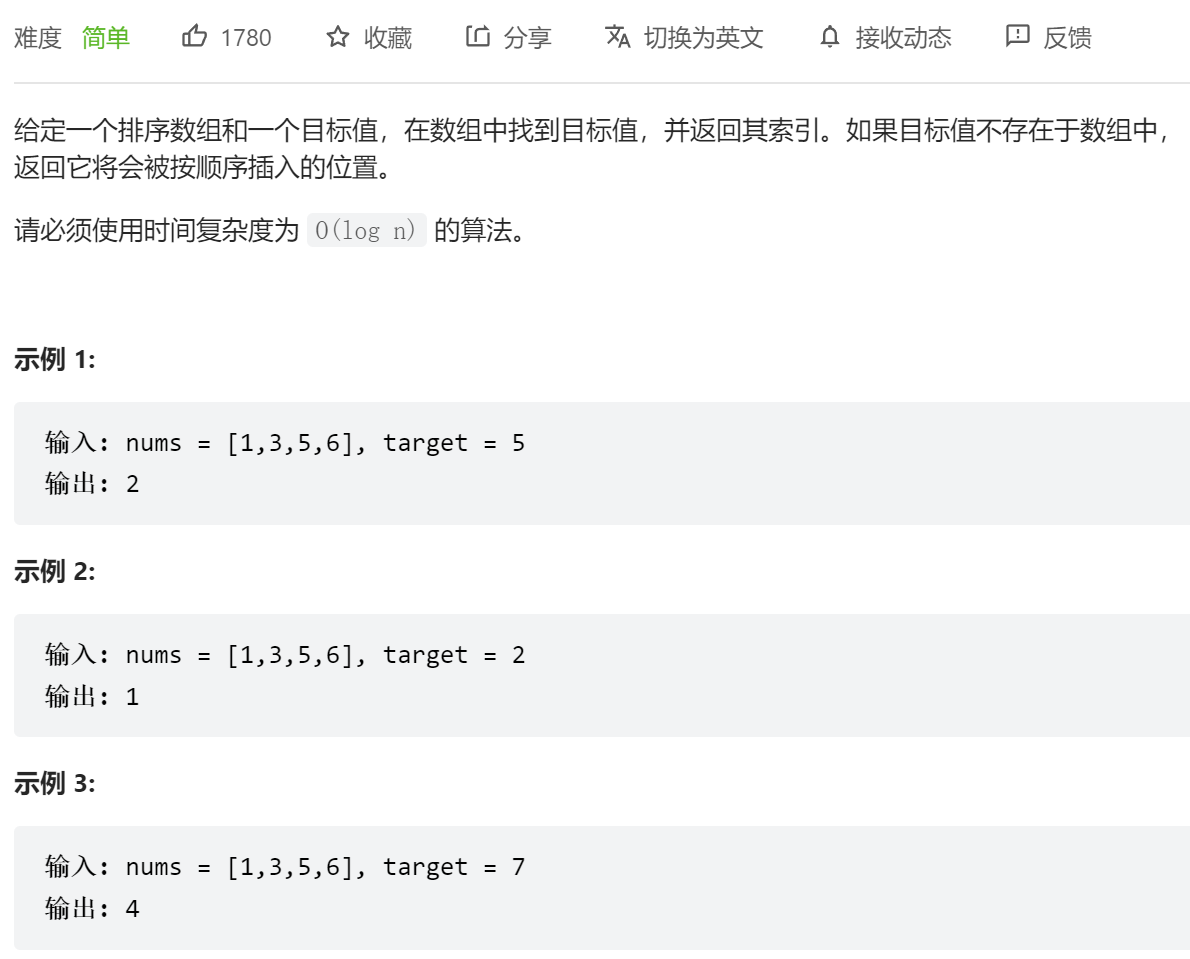 难度 简单 1780 收藏 分享 切换为英文 接收动态 反馈
给定一个排序数组和一个目标值，在数组中找到目标值，并返回其索引。如果目标值不存在于数组中，
返回它将会被按顺序插入的位置。
请必须使用时间复杂度为 O(log n) 的算法。
示例 1:
输入: nums = [1,3,5,6], target = 5
输出: 2
示例 2:
输入: nums = [1,3,5,6], target = 2
输出: 1
示例 3:
输入: nums = [1,3,5,6], target = 7
输出: 4